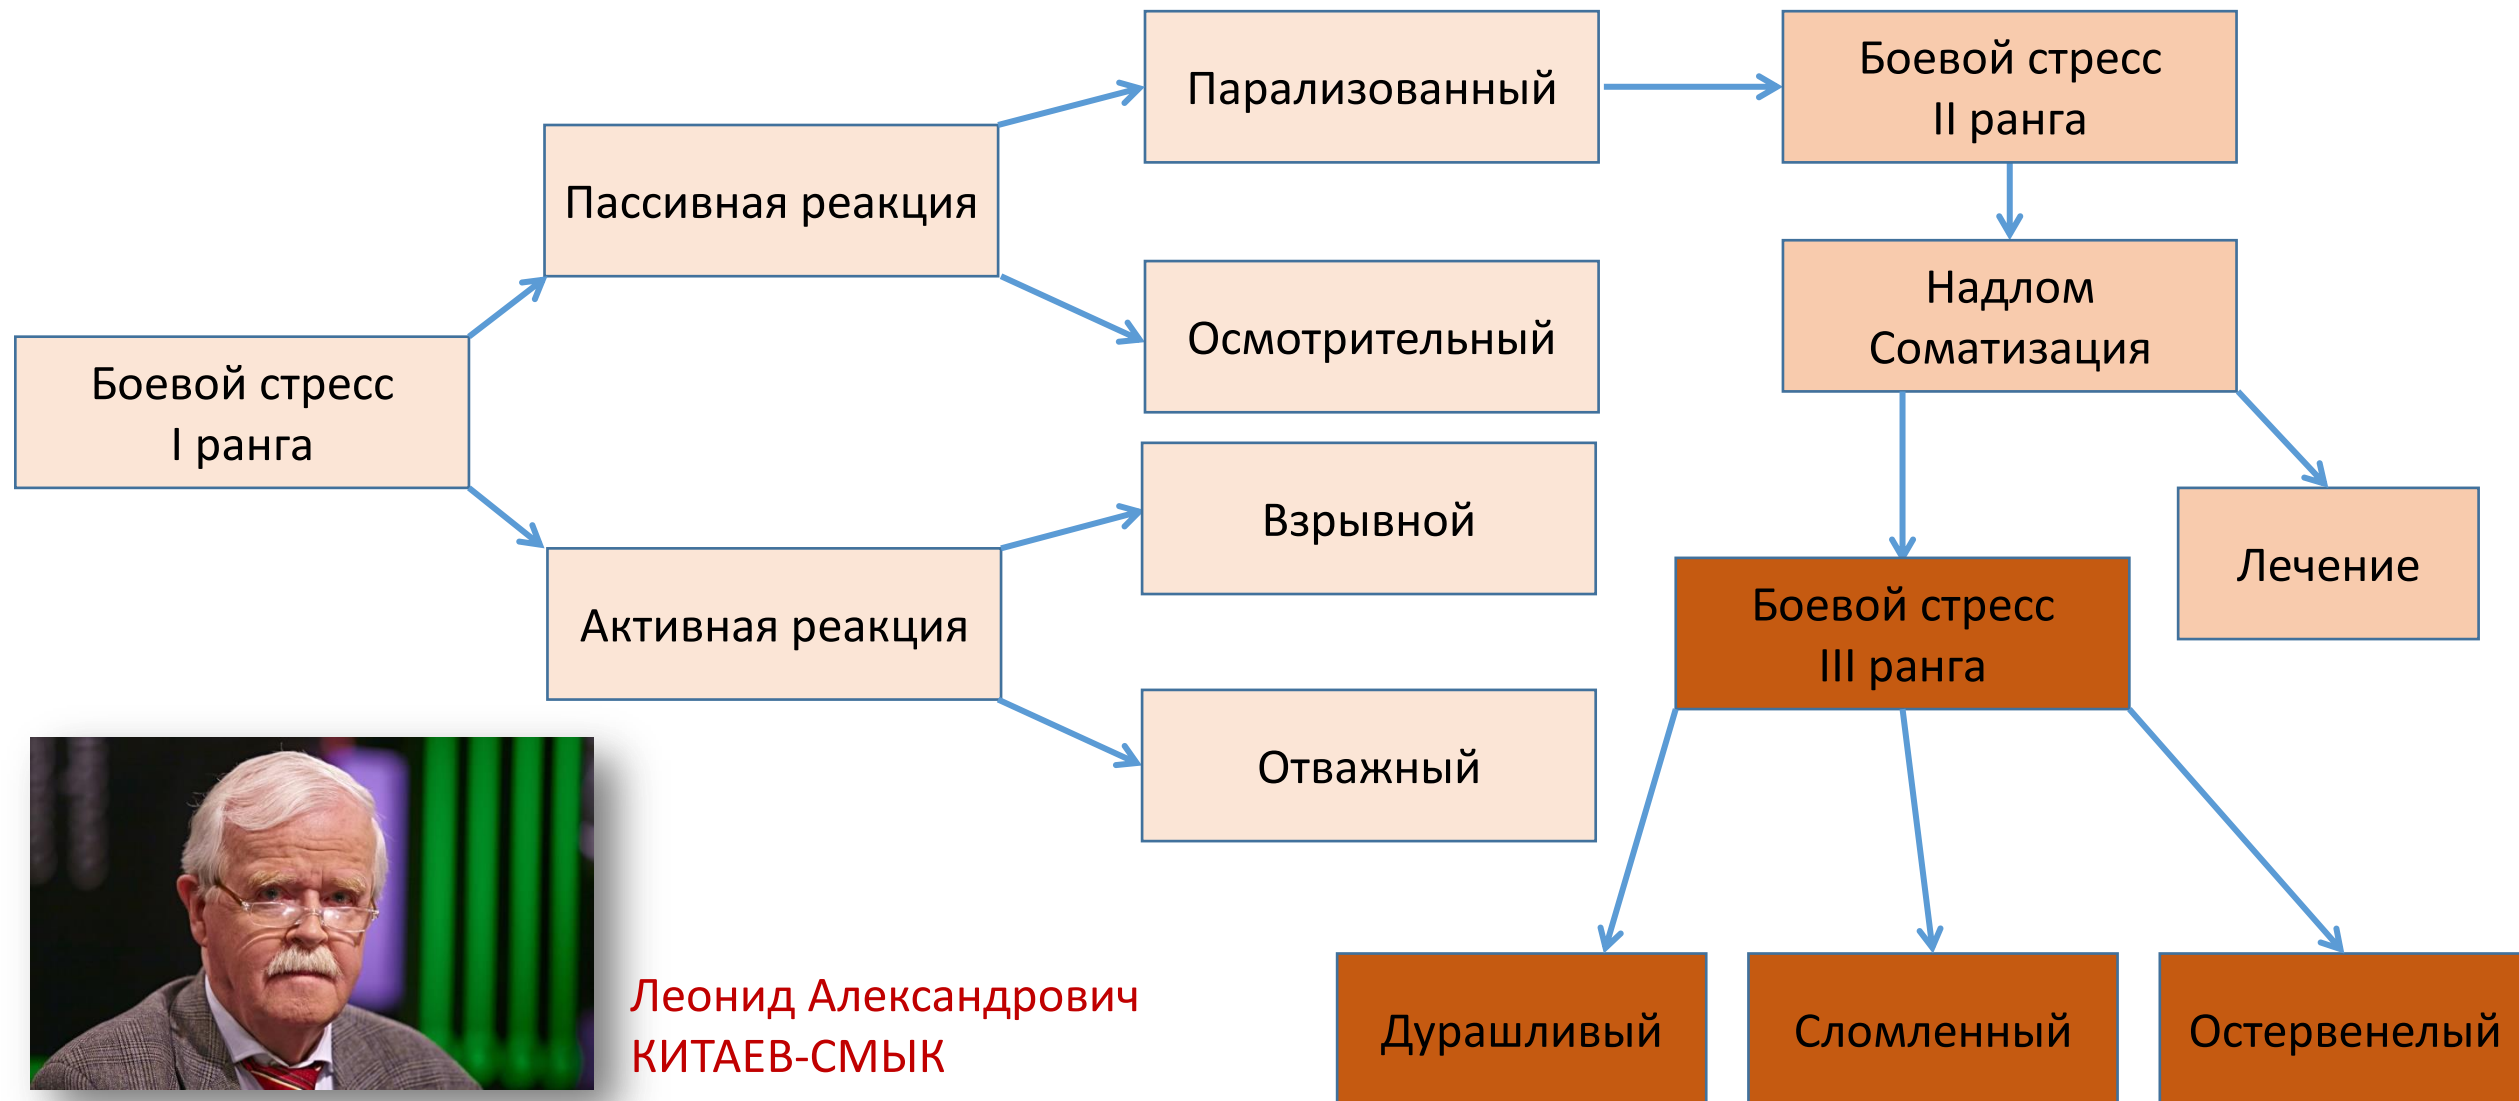 Боевой стресс
I ранга
Пассивная реакция
Активная реакция
Парализованный
Осмотрительный
Взрывной
Отважный
Боевой стресс
II ранга
Надлом
Соматизация
Лечение
Боевой стресс
III ранга
Дурашливый
Сломленный
Остервенелый
Леонид Александрович
КИТАЕВ-СМЫК